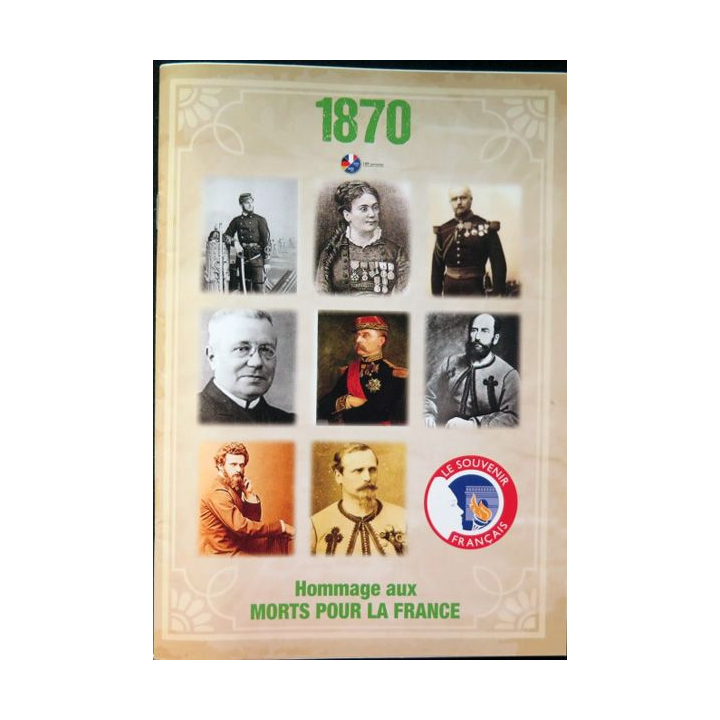 1870
LE SOUVENIR
FRANÇAIS
Hommage aux
MORTS POUR LA FRANCE